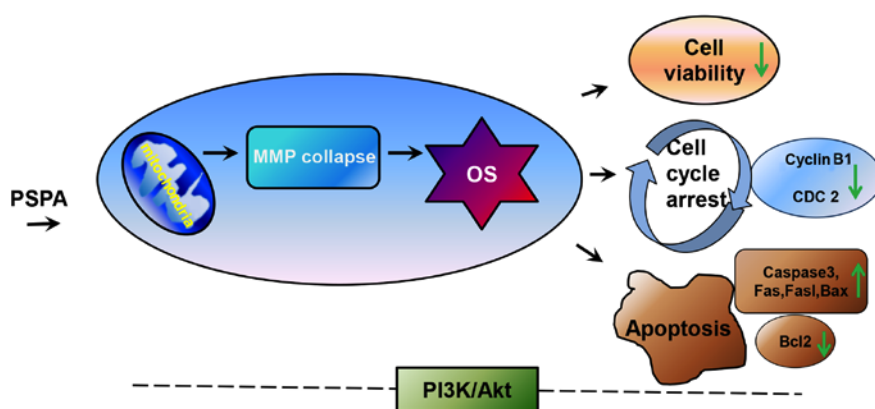 PSPA
mitochondria
MMP collapse
OS
Cell
viability
Cell
cycle
arrest
Cyclin B1
CDC 2
Apoptosis
Caspase3,
Fas,Fasl,Bax
Bcl2
PI3K/Akt